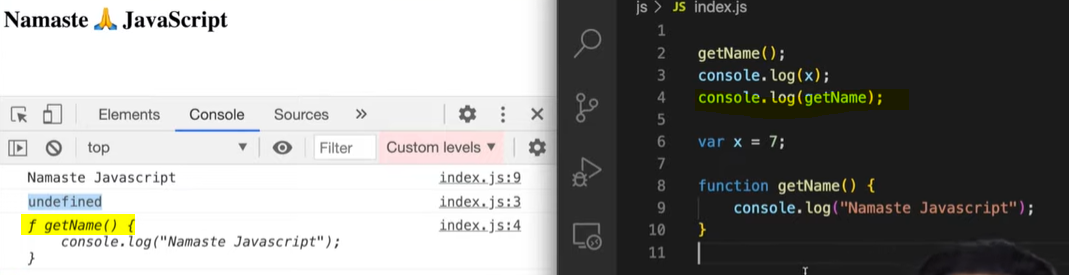 Namaste 🙏 JavaScript
Elements Console Sources »
top Filter Custom levels
Namaste Javascript index.js:9
undefined index.js:3
ƒ getName() { index.js:4
console.log("Namaste Javascript");
}
js > JS index.js
1
2 getName();
3 console.log(x);
4 console.log(getName);
5
6 var x = 7;
7
8 function getName() {
9 console.log("Namaste Javascript");
10 }
11